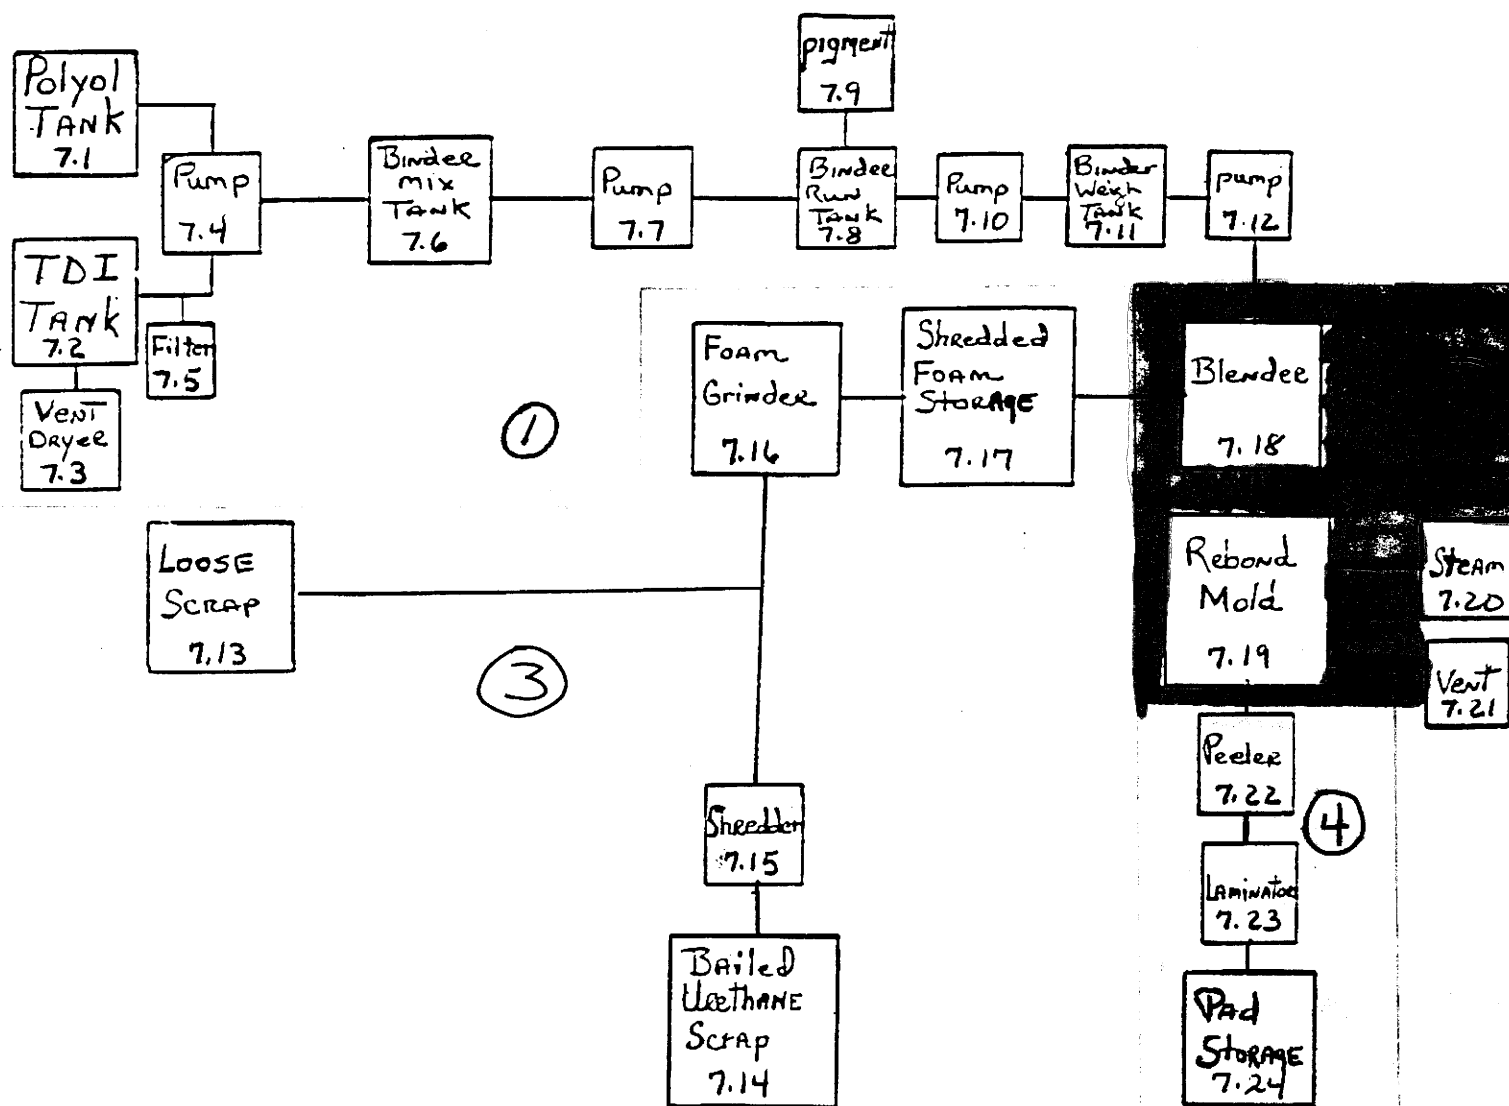 pigment
7.9
Polyol
TANK
7.1
Pump
7.4
Binder
mix
TANK
7.6
Pump
7.7
Binder
Run
TANK
7.8
Pump
7.10
Binder
Weigh
TANK
7.11
pump
7.12
TDI
TANK
7.2
Filter
7.5
Vent
DRyer
7.3
1
FOAM
Grinder
7.16
Shredded
FOAM
STORAGE
7.17
Blender
7.18
LOOSE
SCRAP
7.13
3
Rebond
Mold
7.19
Steam
7.20
Vent
7.21
Shredder
7.15
Peeler
7.22
4
LAMINATOR
7.23
Bailed
UreThANE
Scrap
7.14
PAd
STORAGE
7.24